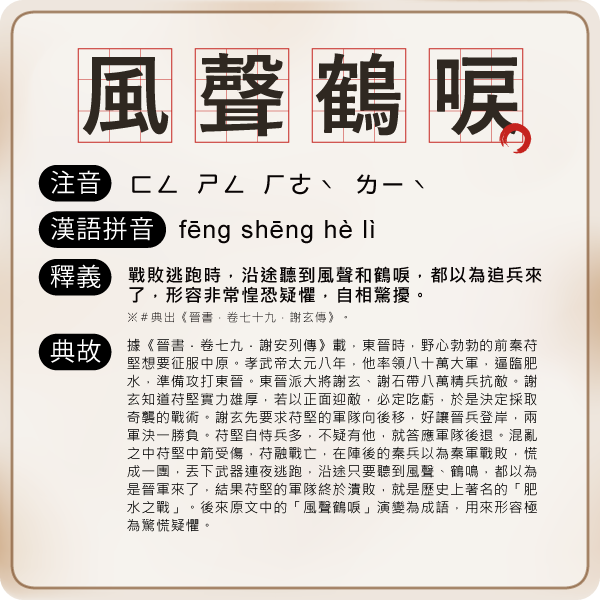 風聲鶴唳
注音 ㄈㄥ ㄕㄥ ㄏㄜˋ ㄌㄧˋ
漢語拼音 fēng shēng hè lì
釋義 戰敗逃跑時，沿途聽到風聲和鶴唳，都以為追兵來
了，形容非常惶恐疑懼，自相驚擾。
※＃典出《晉書．卷七十九．謝玄傳》。
典故 據《晉書．卷七九．謝安列傳》載，東晉時，野心勃勃的前秦苻
堅想要征服中原。孝武帝太元八年，他率領八十萬大軍，逼臨肥
水，準備攻打東晉。東晉派大將謝玄、謝石帶八萬精兵抗敵。謝
玄知道苻堅實力雄厚，若以正面迎敵，必定吃虧，於是決定採取
奇襲的戰術。謝玄先要求苻堅的軍隊向後移，好讓晉兵登岸，兩
軍決一勝負。苻堅自恃兵多，不疑有他，就答應軍隊後退。混亂
之中苻堅中箭受傷，苻融戰亡，在陣後的秦兵以為秦軍戰敗，慌
成一團，丟下武器連夜逃跑，沿途只要聽到風聲、鶴鳴，都以為
是晉軍來了，結果苻堅的軍隊終於潰敗，就是歷史上著名的「肥
水之戰」。後來原文中的「風聲鶴唳」演變為成語，用來形容極
為驚慌疑懼。